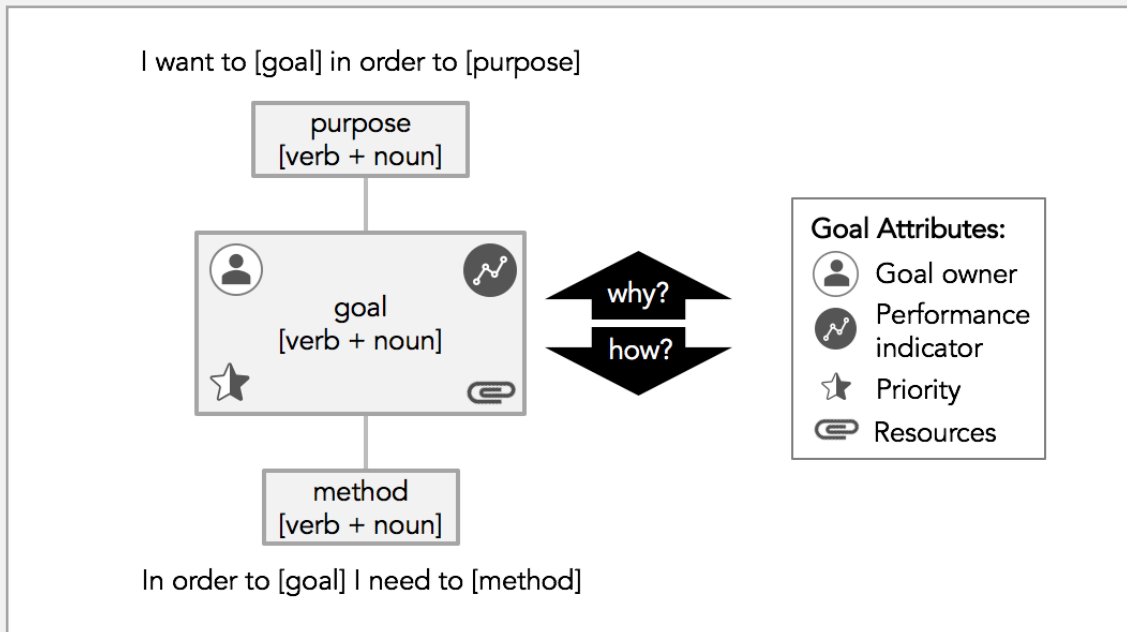 I want to [goal] in order to [purpose]
purpose
[verb + noun]
goal
[verb + noun]
why?
how?
method
[verb + noun]
In order to [goal] I need to [method]
Goal Attributes:
Goal owner
Performance
indicator
Priority
Resources